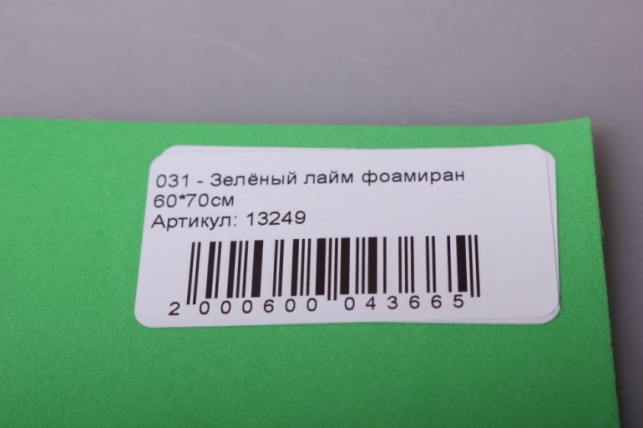 031 - Зелёный лайм фоамиран
60*70см
Артикул: 13249
2 000600 043665